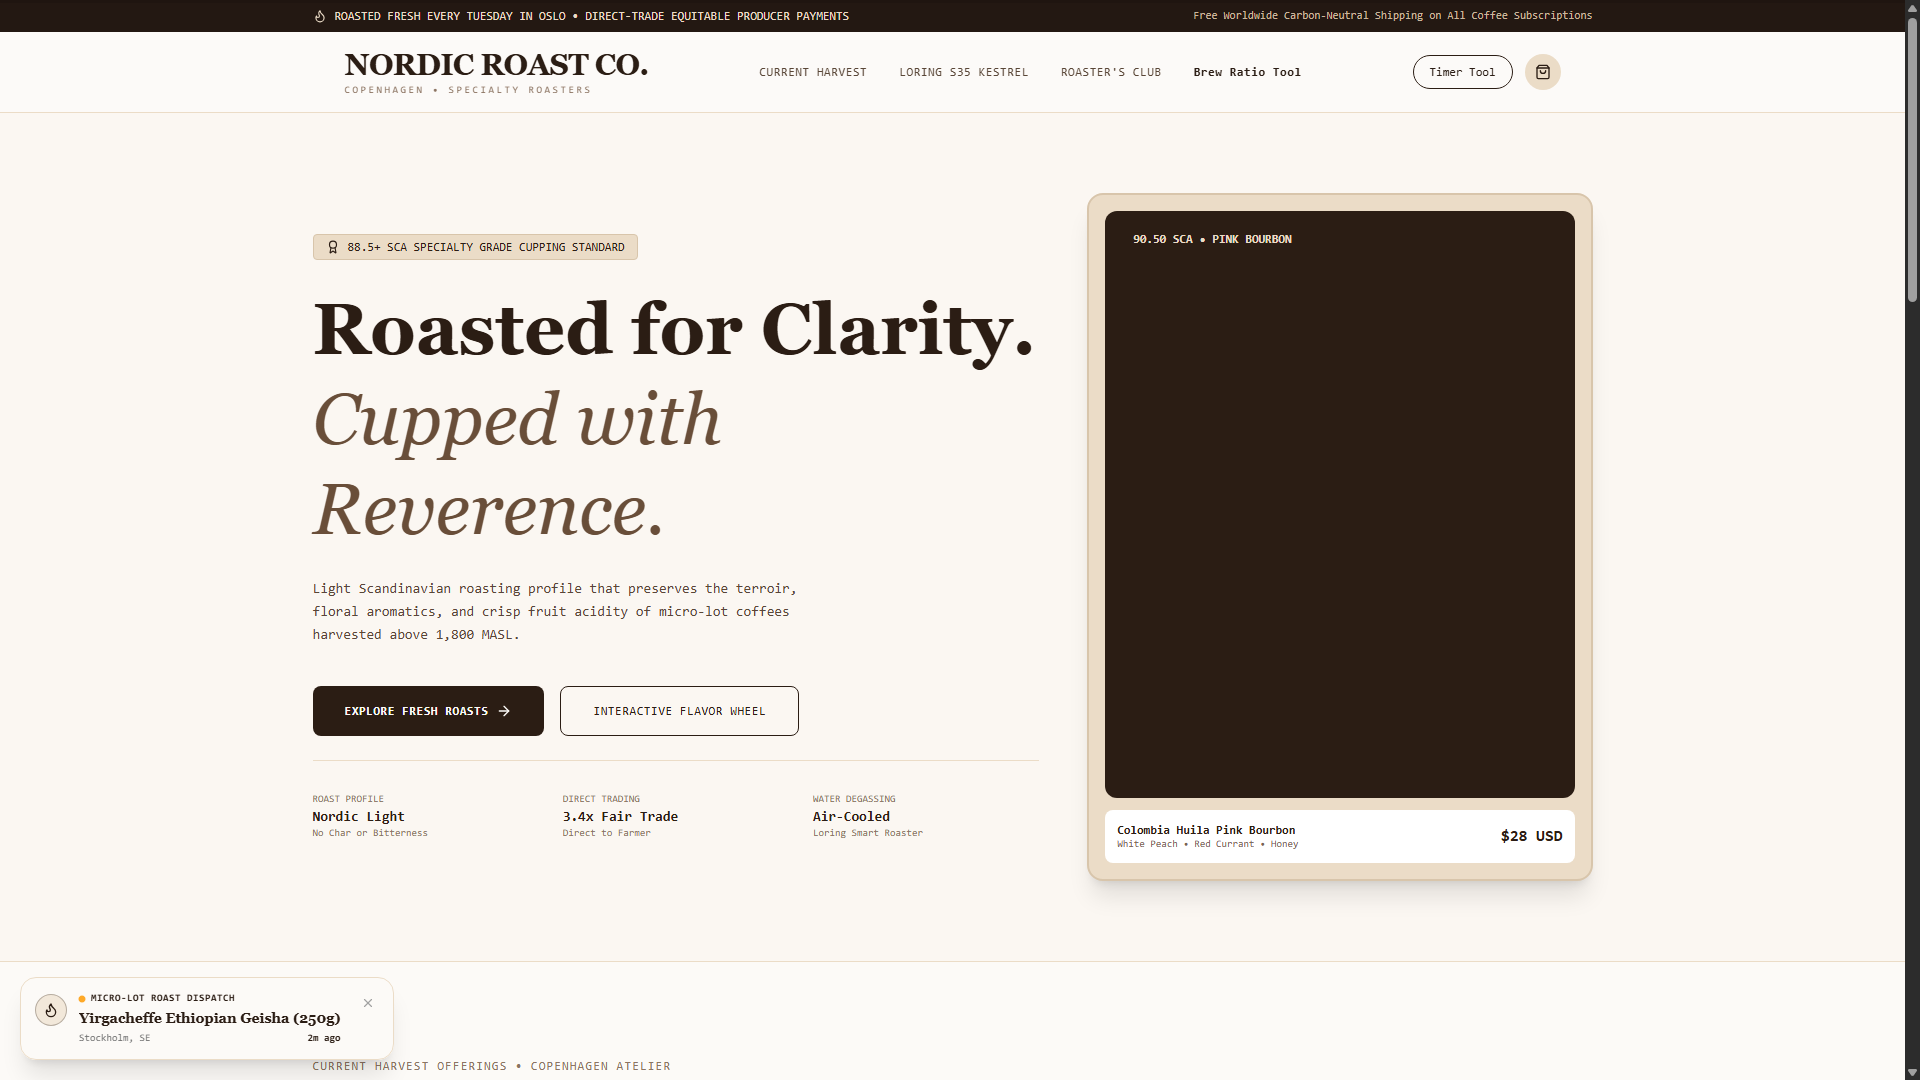 ROASTED FRESH EVERY TUESDAY IN OSLO • DIRECT-TRADE EQUITABLE PRODUCER PAYMENTS
Free Worldwide Carbon-Neutral Shipping on All Coffee Subscriptions
NORDIC ROAST CO.
COPENHAGEN • SPECIALTY ROASTERS
CURRENT HARVEST
LORING S35 KESTREL
ROASTER'S CLUB
Brew Ratio Tool
Timer Tool
88.5+ SCA SPECIALTY GRADE CUPPING STANDARD
Roasted for Clarity.
Cupped with
Reverence.
Light Scandinavian roasting profile that preserves the terroir,
floral aromatics, and crisp fruit acidity of micro-lot coffees
harvested above 1,800 MASL.
EXPLORE FRESH ROASTS
INTERACTIVE FLAVOR WHEEL
ROAST PROFILE
Nordic Light
No Char or Bitterness
DIRECT TRADING
3.4x Fair Trade
Direct to Farmer
WATER DEGASSING
Air-Cooled
Loring Smart Roaster
90.50 SCA • PINK BOURBON
Colombia Huila Pink Bourbon
White Peach • Red Currant • Honey
$28 USD
MICRO-LOT ROAST DISPATCH
Yirgacheffe Ethiopian Geisha (250g)
Stockholm, SE
2m ago
CURRENT HARVEST OFFERINGS • COPENHAGEN ATELIER